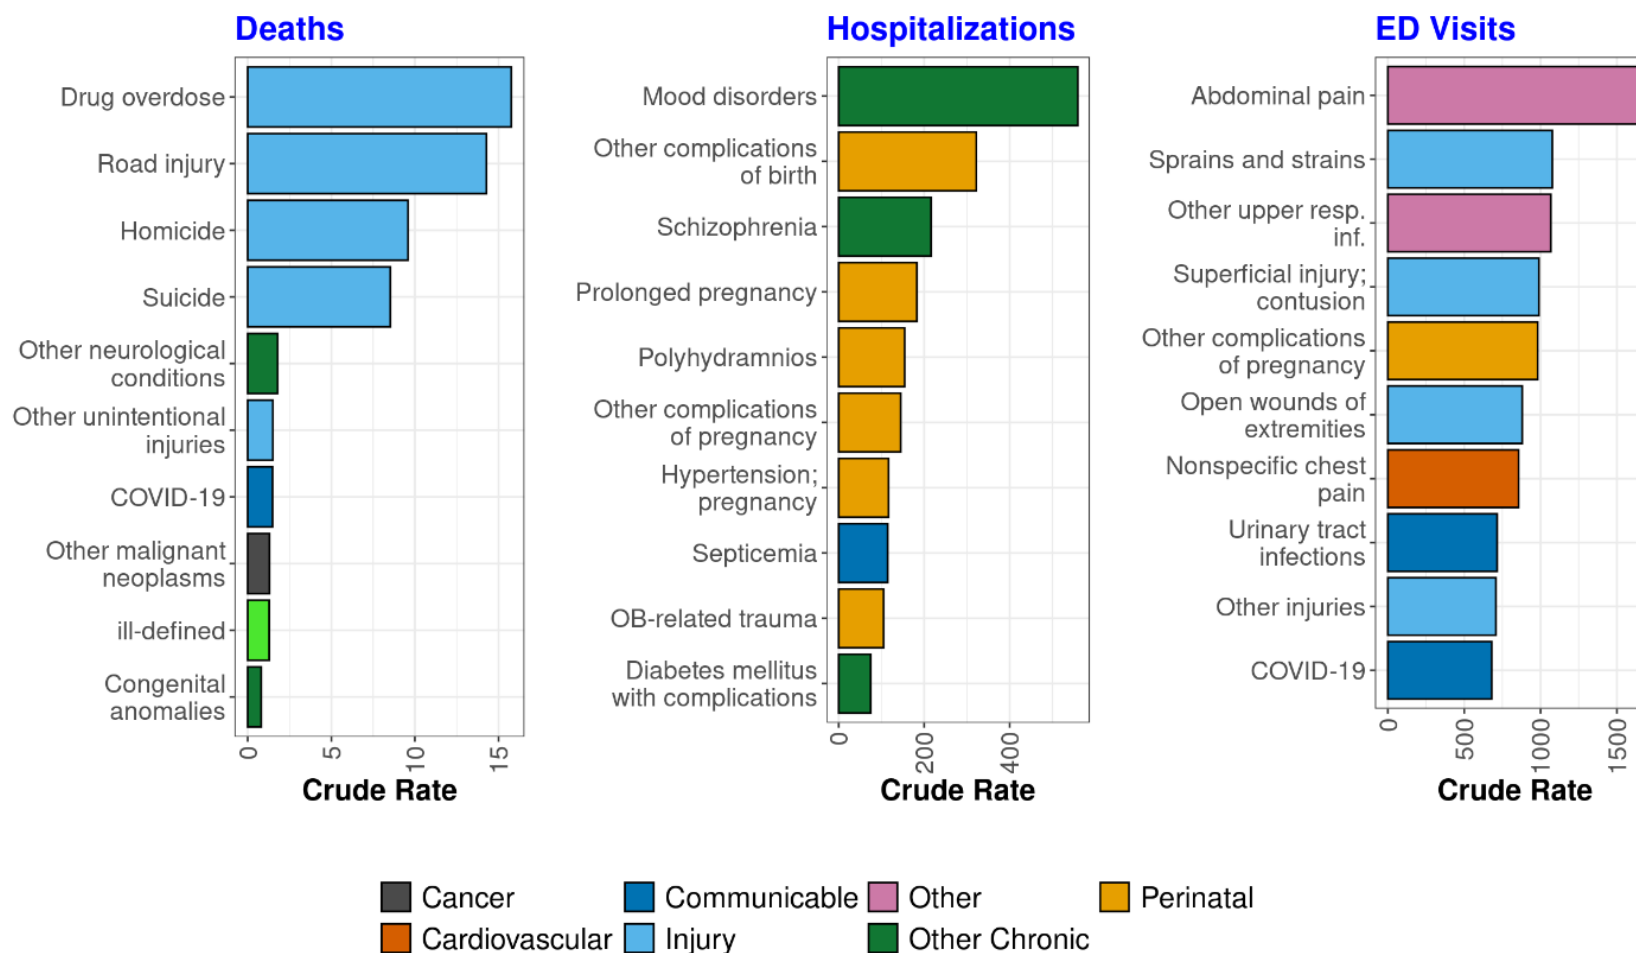 Deaths
Drug overdose
Road injury
Homicide
Suicide
Other neurological
conditions
Other unintentional
injuries
COVID-19
Other malignant
neoplasms
ill-defined
Congenital
anomalies
0
5
10
15
Crude Rate
Hospitalizations
Mood disorders
Other complications
of birth
Schizophrenia
Prolonged pregnancy
Polyhydramnios
Other complications
of pregnancy
Hypertension;
pregnancy
Septicemia
OB-related trauma
Diabetes mellitus
with complications
0
2000
4000
Crude Rate
ED Visits
Abdominal pain
Sprains and strains
Other upper resp.
inf.
Superficial injury;
contusion
Other complications
of pregnancy
Open wounds of
extremities
Nonspecific chest
pain
Urinary tract
infections
Other injuries
COVID-19
0
500
1000
1500
Crude Rate
Cancer
Communicable
Other
Perinatal
Cardiovascular
Injury
Other Chronic